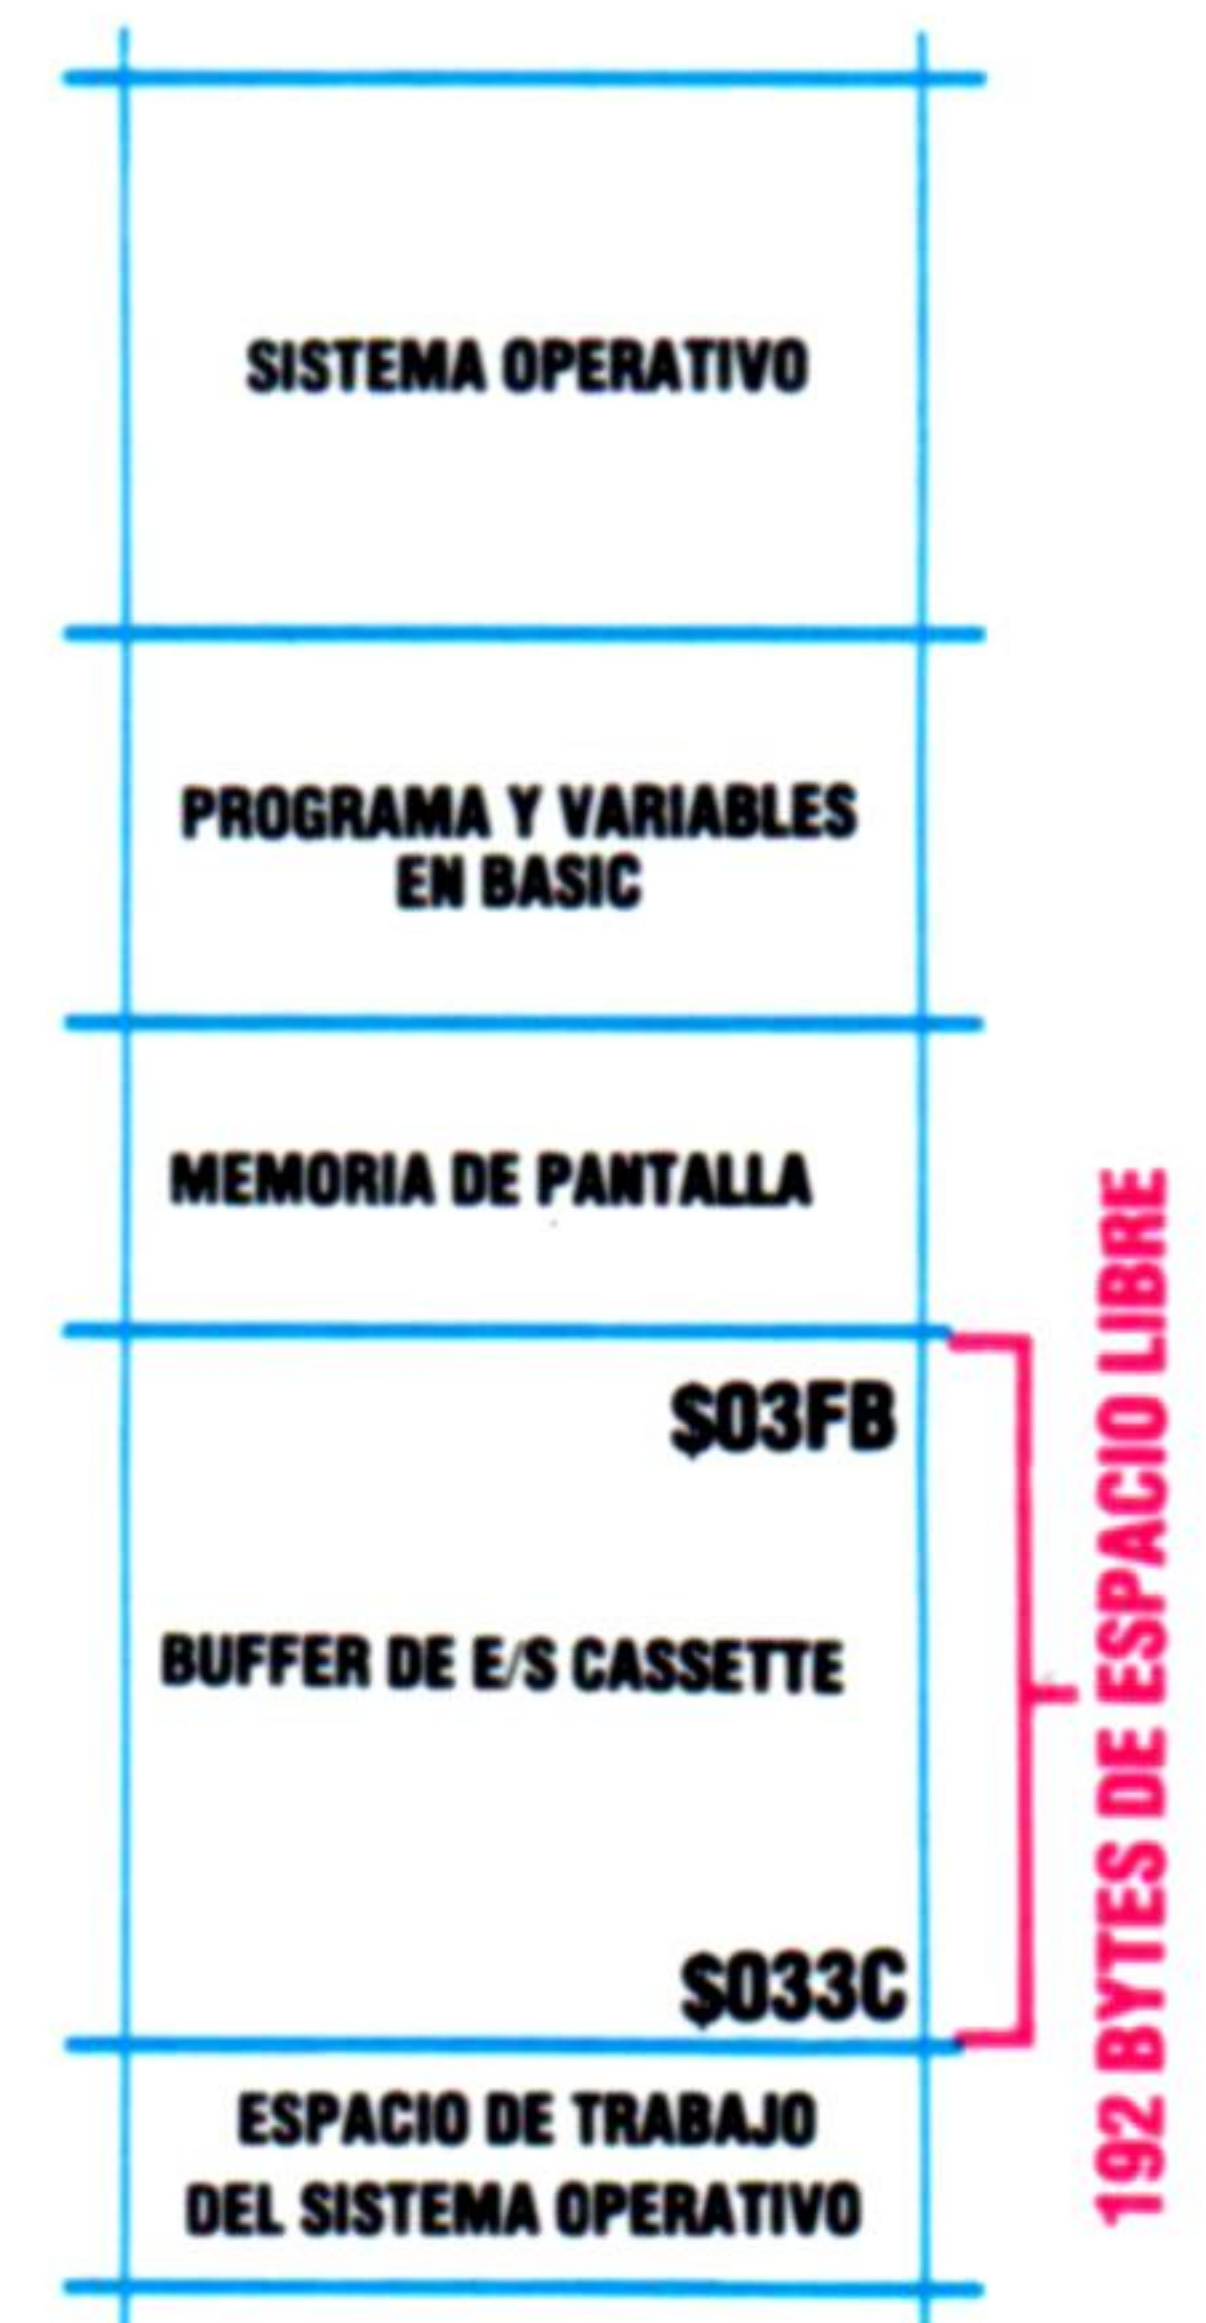 SISTEMA OPERATIVO
PROGRAMA Y VARIABLES
EN BASIC
MEMORIA DE PANTALLA
$03FB
BUFFER DE E/S CASSETTE
$033C
192 BYTES DE ESPACIO LIBRE
ESPACIO DE TRABAJO
DEL SISTEMA OPERATIVO